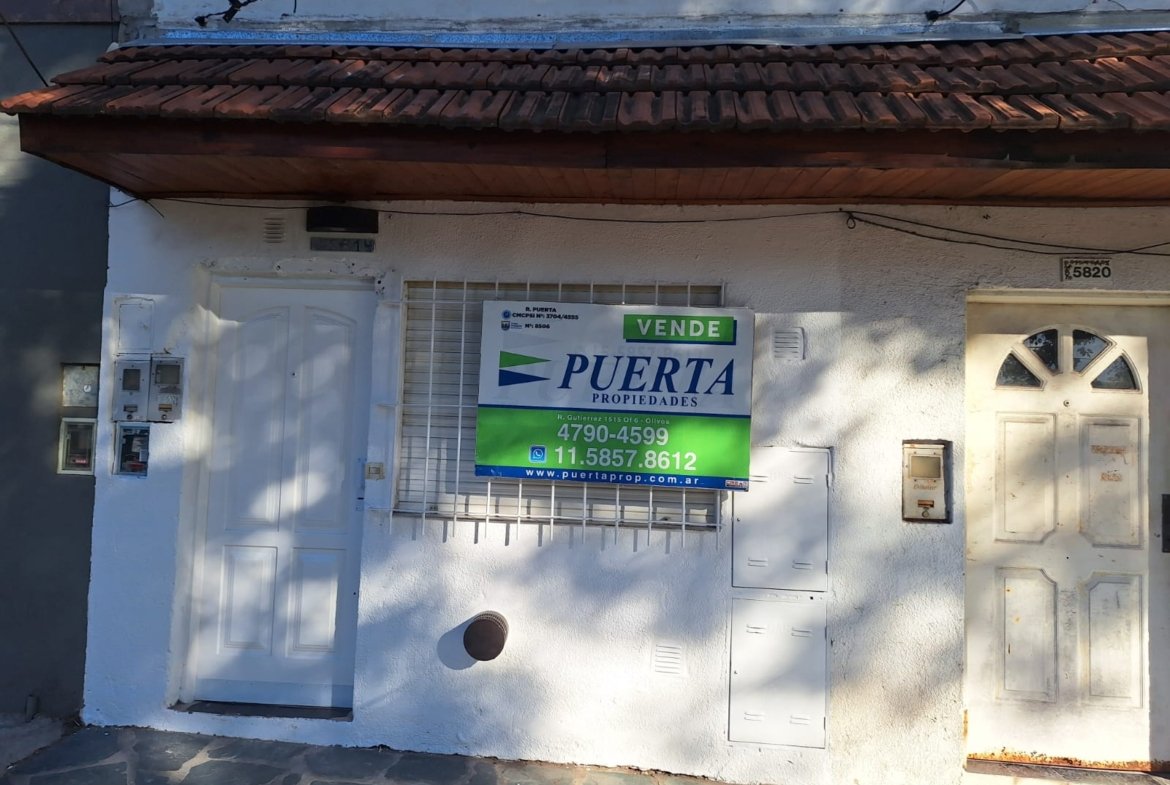 5820
R. PUERTA
CMCPSI Nº: 3704/4355
Nº: 8506
VENDE
PUERTA
PROPIEDADES
R. Gutierrez 1515 Of 6 - Olivos
4790-4599
11.5857.8612
www.puertaprop.com.ar